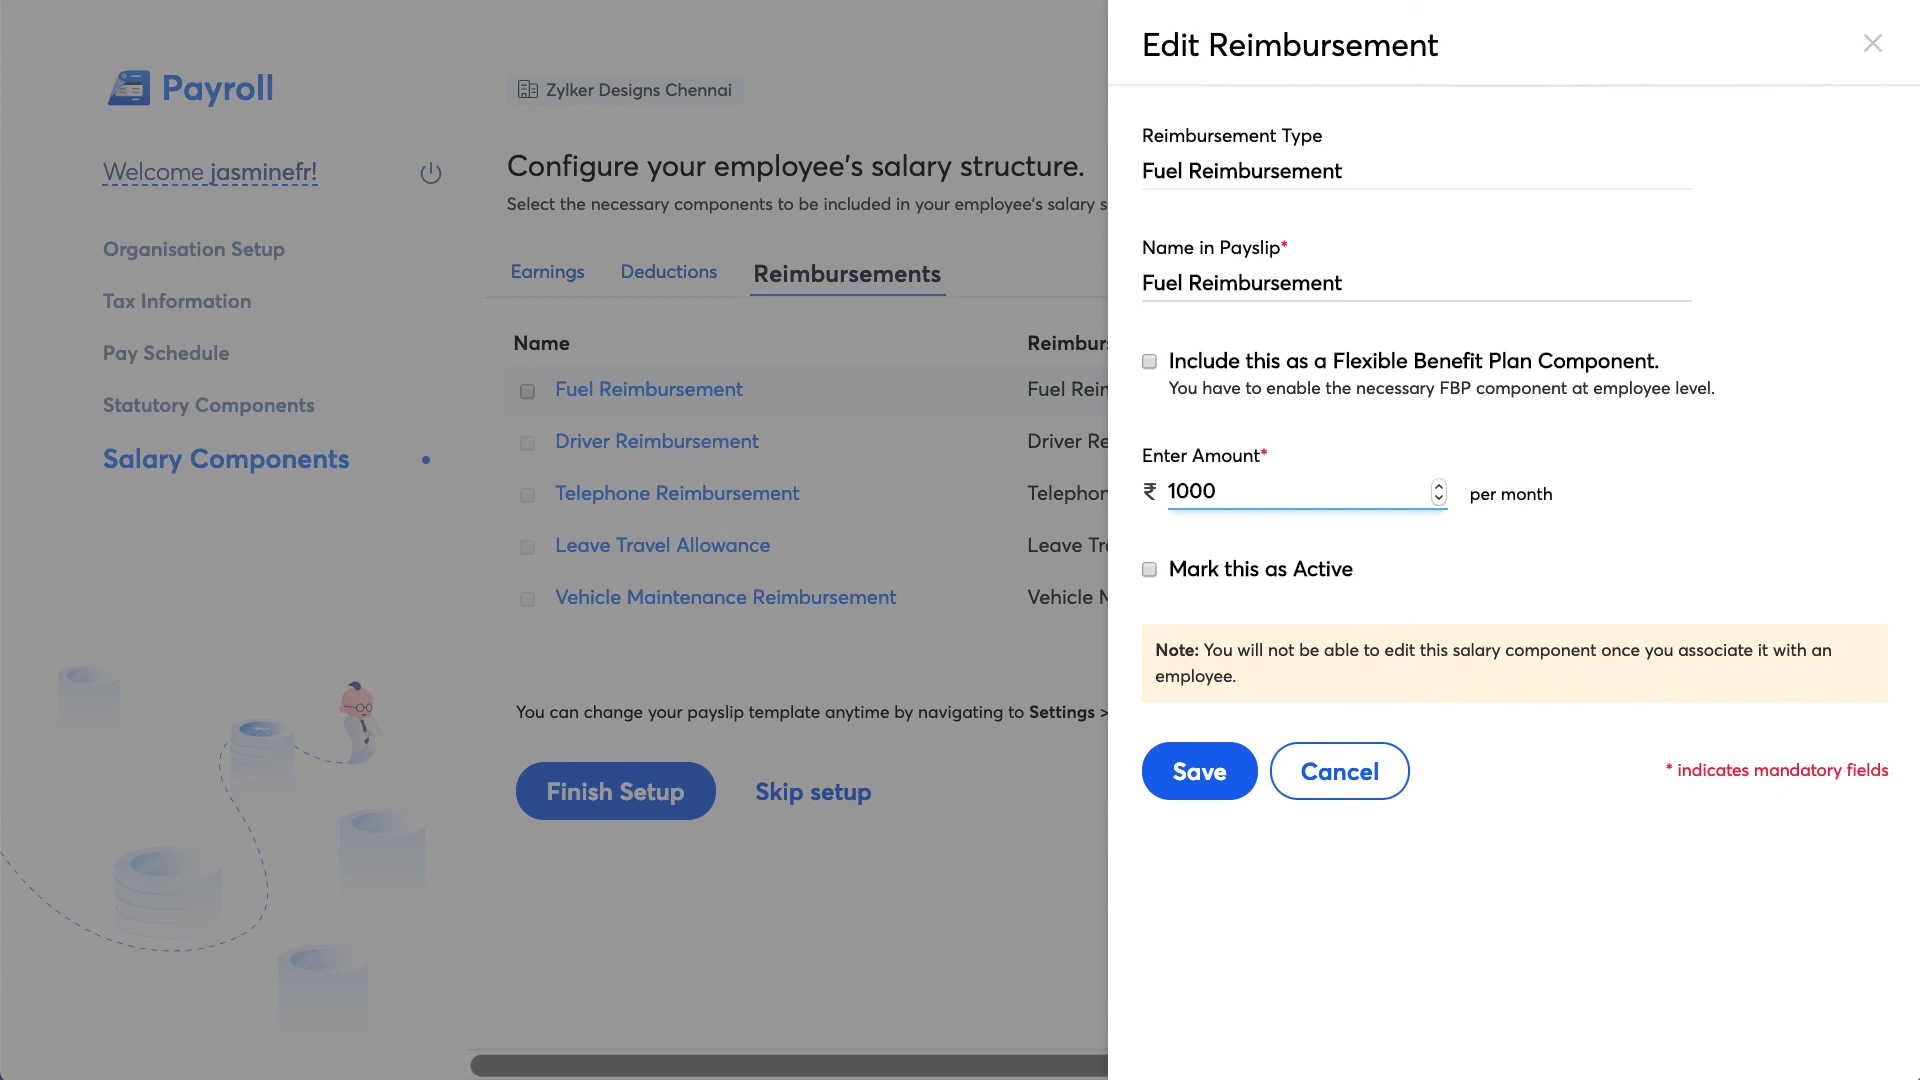 Payroll
Zylker Designs Chennai
Welcome jasminefr!
Organisation Setup
Tax Information
Pay Schedule
Statutory Components
Salary Components
Configure your employee's salary structure.
Select the necessary components to be included in your employee's salary s
Earnings
Deductions
Reimbursements
Name
Reimbur
Fuel Reimbursement
Fuel Rein
Driver Reimbursement
Driver Re
Telephone Reimbursement
Telephon
Leave Travel Allowance
Leave Tr
Vehicle Maintenance Reimbursement
Vehicle M
You can change your payslip template anytime by navigating to Settings >
Finish Setup
Skip setup
Edit Reimbursement
Reimbursement Type
Fuel Reimbursement
Name in Payslip*
Fuel Reimbursement
Include this as a Flexible Benefit Plan Component.
You have to enable the necessary FBP component at employee level.
Enter Amount*
₹ 1000
per month
Mark this as Active
Note: You will not be able to edit this salary component once you associate it with an
employee.
Save
Cancel
* indicates mandatory fields